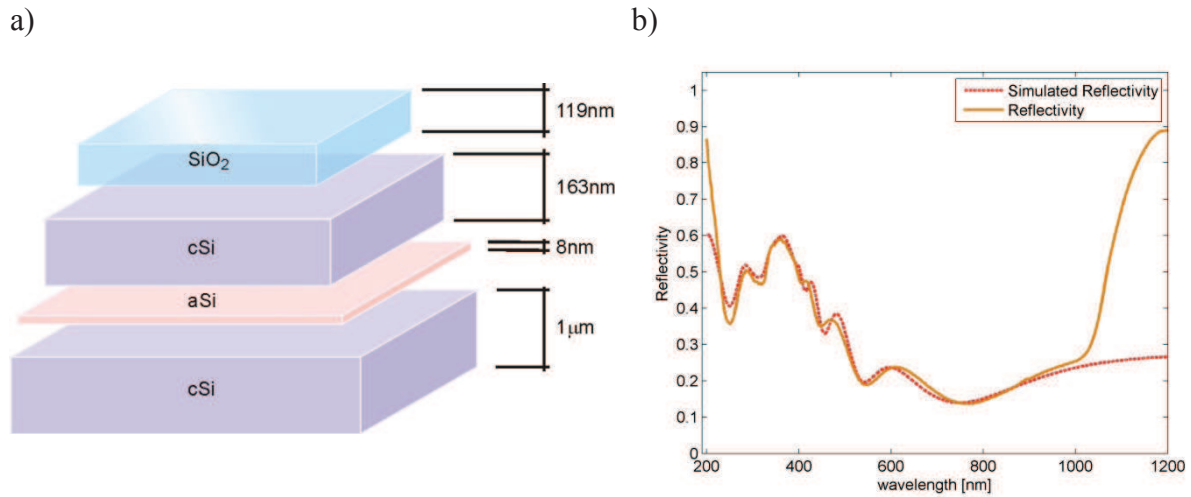 a)
119nm
SiO₂
163nm
cSi
8nm
aSi
1μm
cSi
b)
1
0.9
0.8
0.7
0.6
0.5
0.4
0.3
0.2
0.1
0
Reflectivity
Simulated Reflectivity
Reflectivity
200 400 600 800 1000 1200
wavelength [nm]